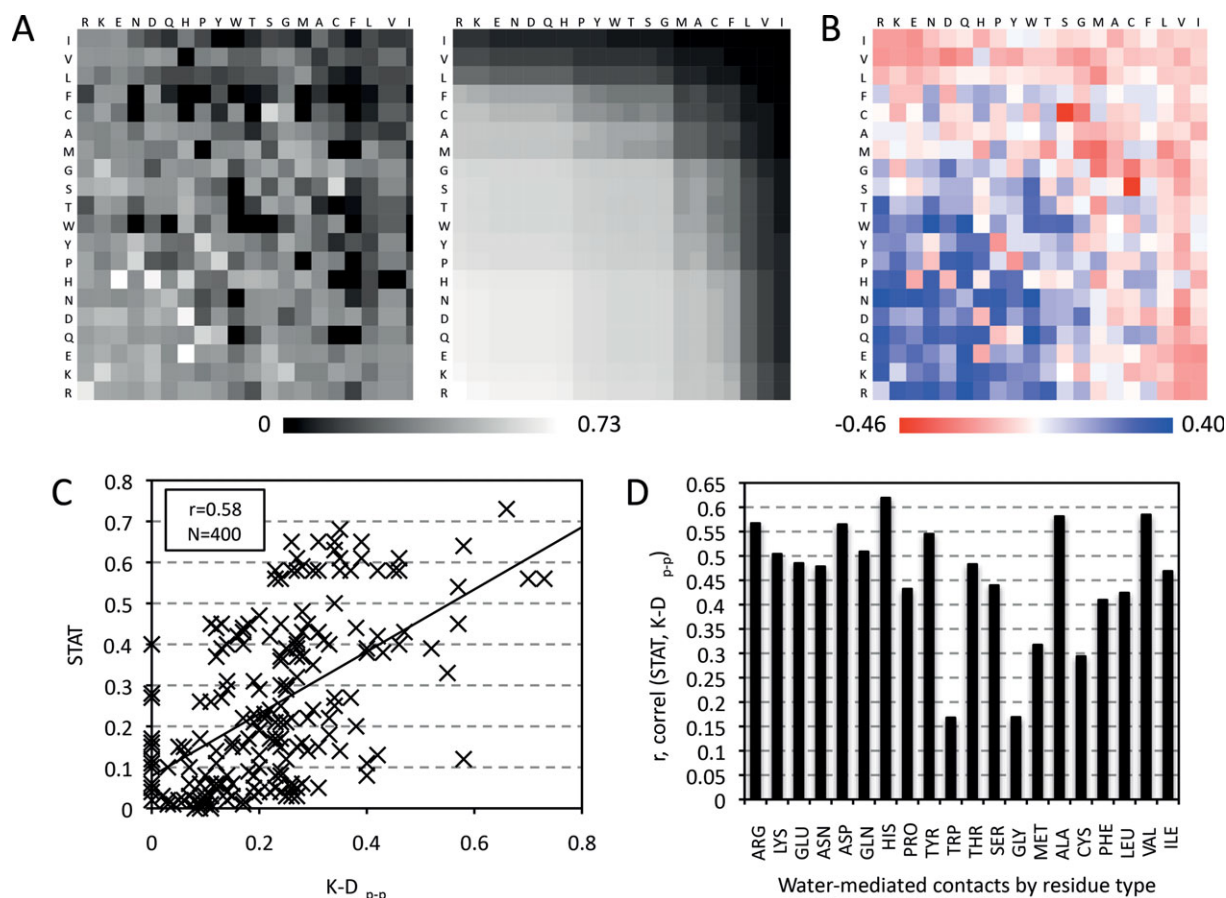 A
R K E N D Q H P Y W T S G M A C F L V I
R K E N D Q H P Y W T S G M A C F L V I
B
R K E N D Q H P Y W T S G M A C F L V I
I
V
L
F
C
A
M
G
S
T
W
Y
P
H
N
D
Q
E
K
R
I
V
L
F
C
A
M
G
S
T
W
Y
P
H
N
D
Q
E
K
R
I
V
L
F
C
A
M
G
S
T
W
Y
P
H
N
D
Q
E
K
R
0 0.73
-0.46 0.40
C
STAT
0.8
0.7
0.6
0.5
0.4
0.3
0.2
0.1
0
r=0.58
N=400
0 0.2 0.4 0.6 0.8
K-D p-p
D
r, correl (STAT, K-D p-p)
0.65
0.6
0.55
0.5
0.45
0.4
0.35
0.3
0.25
0.2
0.15
0.1
0.05
0
ARG LYS GLU ASN ASP GLN HIS PRO TYR TRP THR SER GLY MET ALA CYS PHE LEU VAL ILE
Water-mediated contacts by residue type